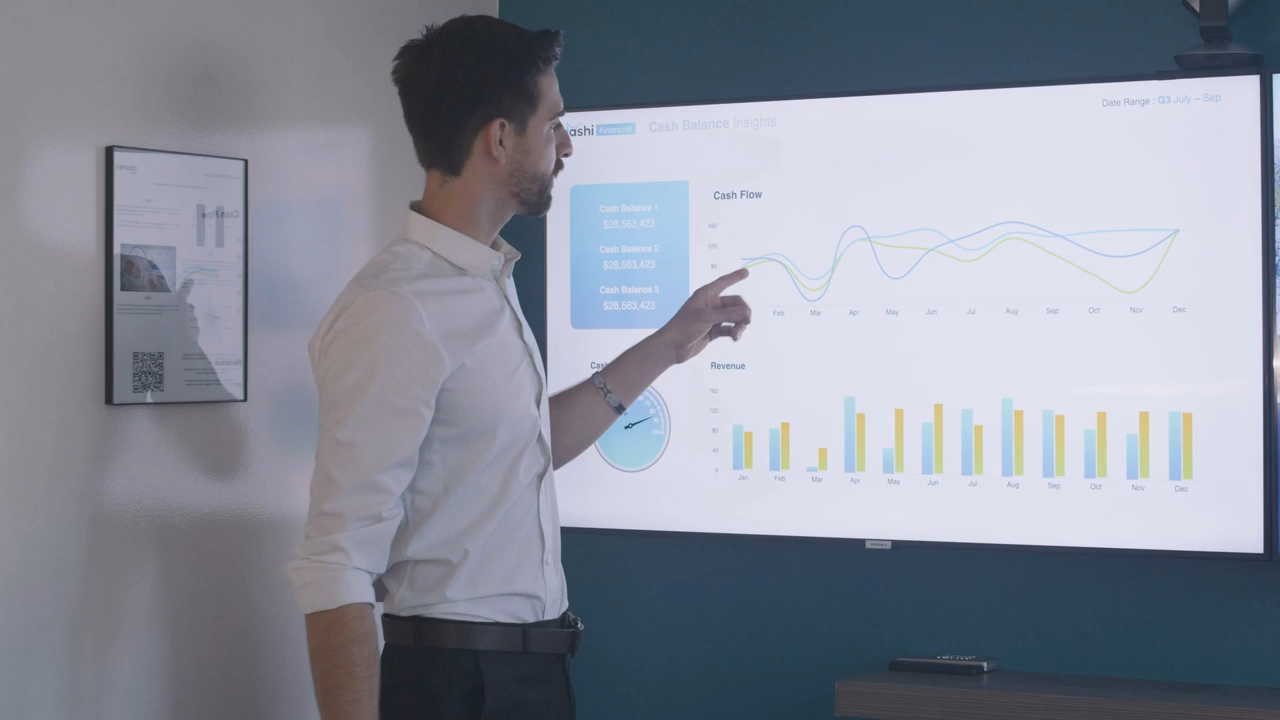 Date Range : Q3 July – Sep
ashi Financial Cash Balance Insights
Cash Balance 1
$28,563,423
Cash Balance 2
$28,563,423
Cash Balance 3
$28,563,423
Cash Flow
160
120
80
Feb Mar Apr May Jun Jul Aug Sep Oct Nov Dec
Cash
Revenue
160
120
80
40
0
Jan Feb Mar Apr May Jun Jul Aug Sep Oct Nov Dec